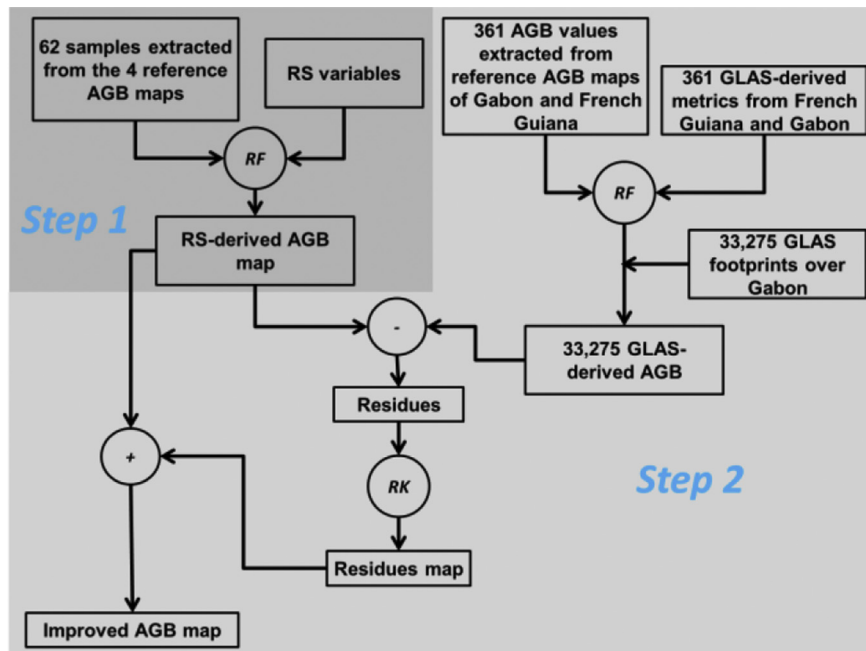 62 samples extracted
from the 4 reference
AGB maps
RS variables
RF
Step 1
RS-derived AGB
map
361 AGB values
extracted from
reference AGB maps
of Gabon and French
Guiana
361 GLAS-derived
metrics from French
Guiana and Gabon
RF
33,275 GLAS
footprints over
Gabon
33,275 GLAS-
derived AGB
-
Residues
+
RK
Step 2
Residues map
Improved AGB map